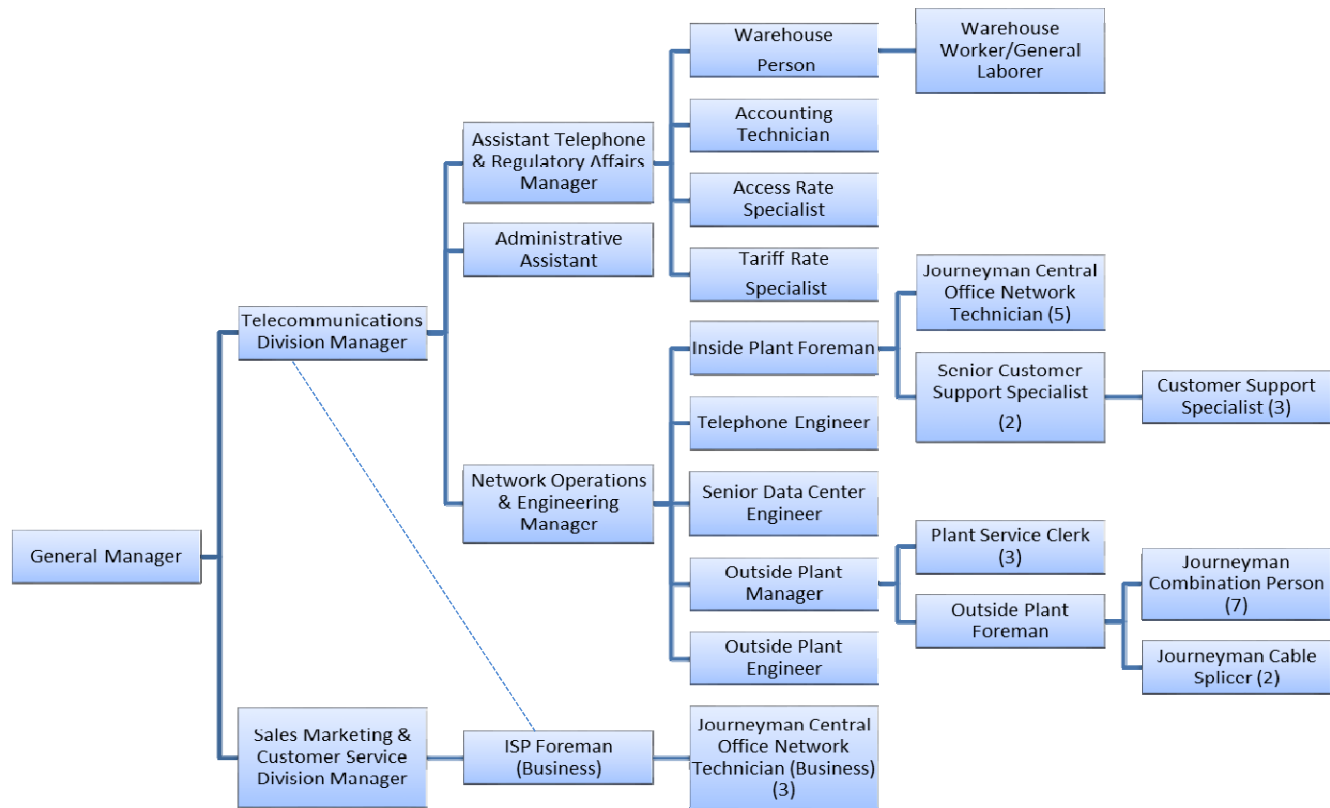 Warehouse
Person
Warehouse
Worker/General
Laborer
Accounting
Technician
Assistant Telephone
& Regulatory Affairs
Manager
Access Rate
Specialist
Administrative
Assistant
Tariff Rate
Specialist
Journeyman Central
Office Network
Technician (5)
Telecommunications
Division Manager
Inside Plant Foreman
Senior Customer
Support Specialist
(2)
Customer Support
Specialist (3)
Telephone Engineer
Network Operations
& Engineering
Manager
Senior Data Center
Engineer
General Manager
Plant Service Clerk
(3)
Outside Plant
Manager
Journeyman
Combination Person
(7)
Outside Plant
Foreman
Outside Plant
Engineer
Journeyman Cable
Splicer (2)
Sales Marketing &
Customer Service
Division Manager
ISP Foreman
(Business)
Journeyman Central
Office Network
Technician (Business)
(3)